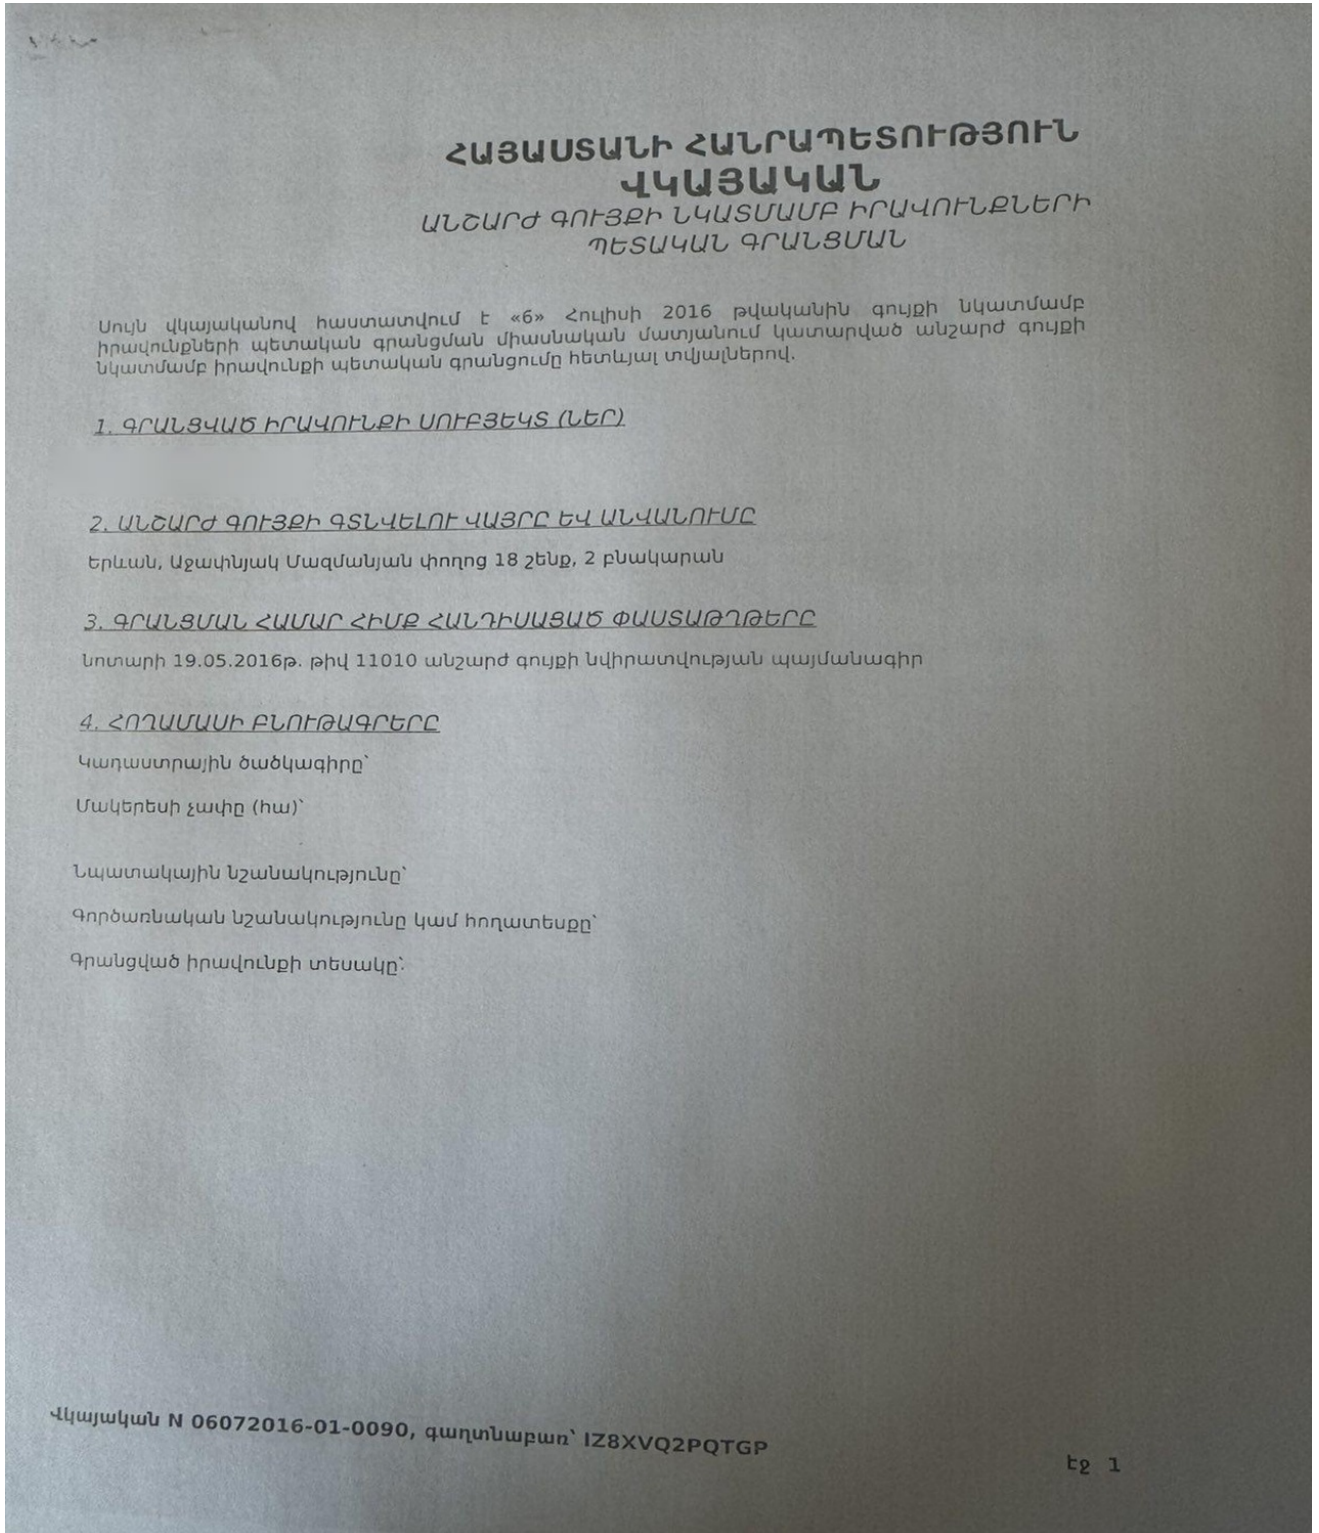 ՀԱՅԱՍՏԱՆԻ ՀԱՆՐԱՊԵՏՈՒԹՅՈՒՆ
ՎԿԱՅԱԿԱՆ
ԱՆՇԱՐԺ ԳՈՒՅՔԻ ՆԿԱՏՄԱՄԲ ԻՐԱՎՈՒՆՔՆԵՐԻ
ՊԵՏԱԿԱՆ ԳՐԱՆՑՄԱՆ
Սույն վկայականով հաստատվում է «6» Հուլիսի 2016 թվականին գույքի նկատմամբ
իրավունքների պետական գրանցման միասնական մատյանում կատարված անշարժ գույքի
նկատմամբ իրավունքի պետական գրանցումը հետևյալ տվյալներով.
1. ԳՐԱՆՑՎԱԾ ԻՐԱՎՈՒՆՔԻ ՍՈՒԲՅԵԿՏ (ՆԵՐ)
2. ԱՆՇԱՐԺ ԳՈՒՅՔԻ ԳՏՆՎԵԼՈՒ ՎԱՅՐԸ ԵՎ ԱՆՎԱՆՈՒՄԸ
Երևան, Աջափնյակ Մազմանյան փողոց 18 շենք, 2 բնակարան
3. ԳՐԱՆՑՄԱՆ ՀԱՄԱՐ ՀԻՄՔ ՀԱՆԴԻՍԱՑԱԾ ՓԱՍՏԱԹՂԹԵՐԸ
Նոտարի 19.05.2016թ. թիվ 11010 անշարժ գույքի նվիրատվության պայմանագիր
4. ՀՈՂԱՄԱՍԻ ԲՆՈՒԹԱԳՐԵՐԸ
Կադաստրային ծածկագիրը՝
Մակերեսի չափը (հա)՝
Նպատակային նշանակությունը՝
Գործառնական նշանակությունը կամ հողատեսքը՝
Գրանցված իրավունքի տեսակը՝
Վկայական N 06072016-01-0090, գաղտնաբառ՝ IZ8XVQ2PQTGP
Էջ 1